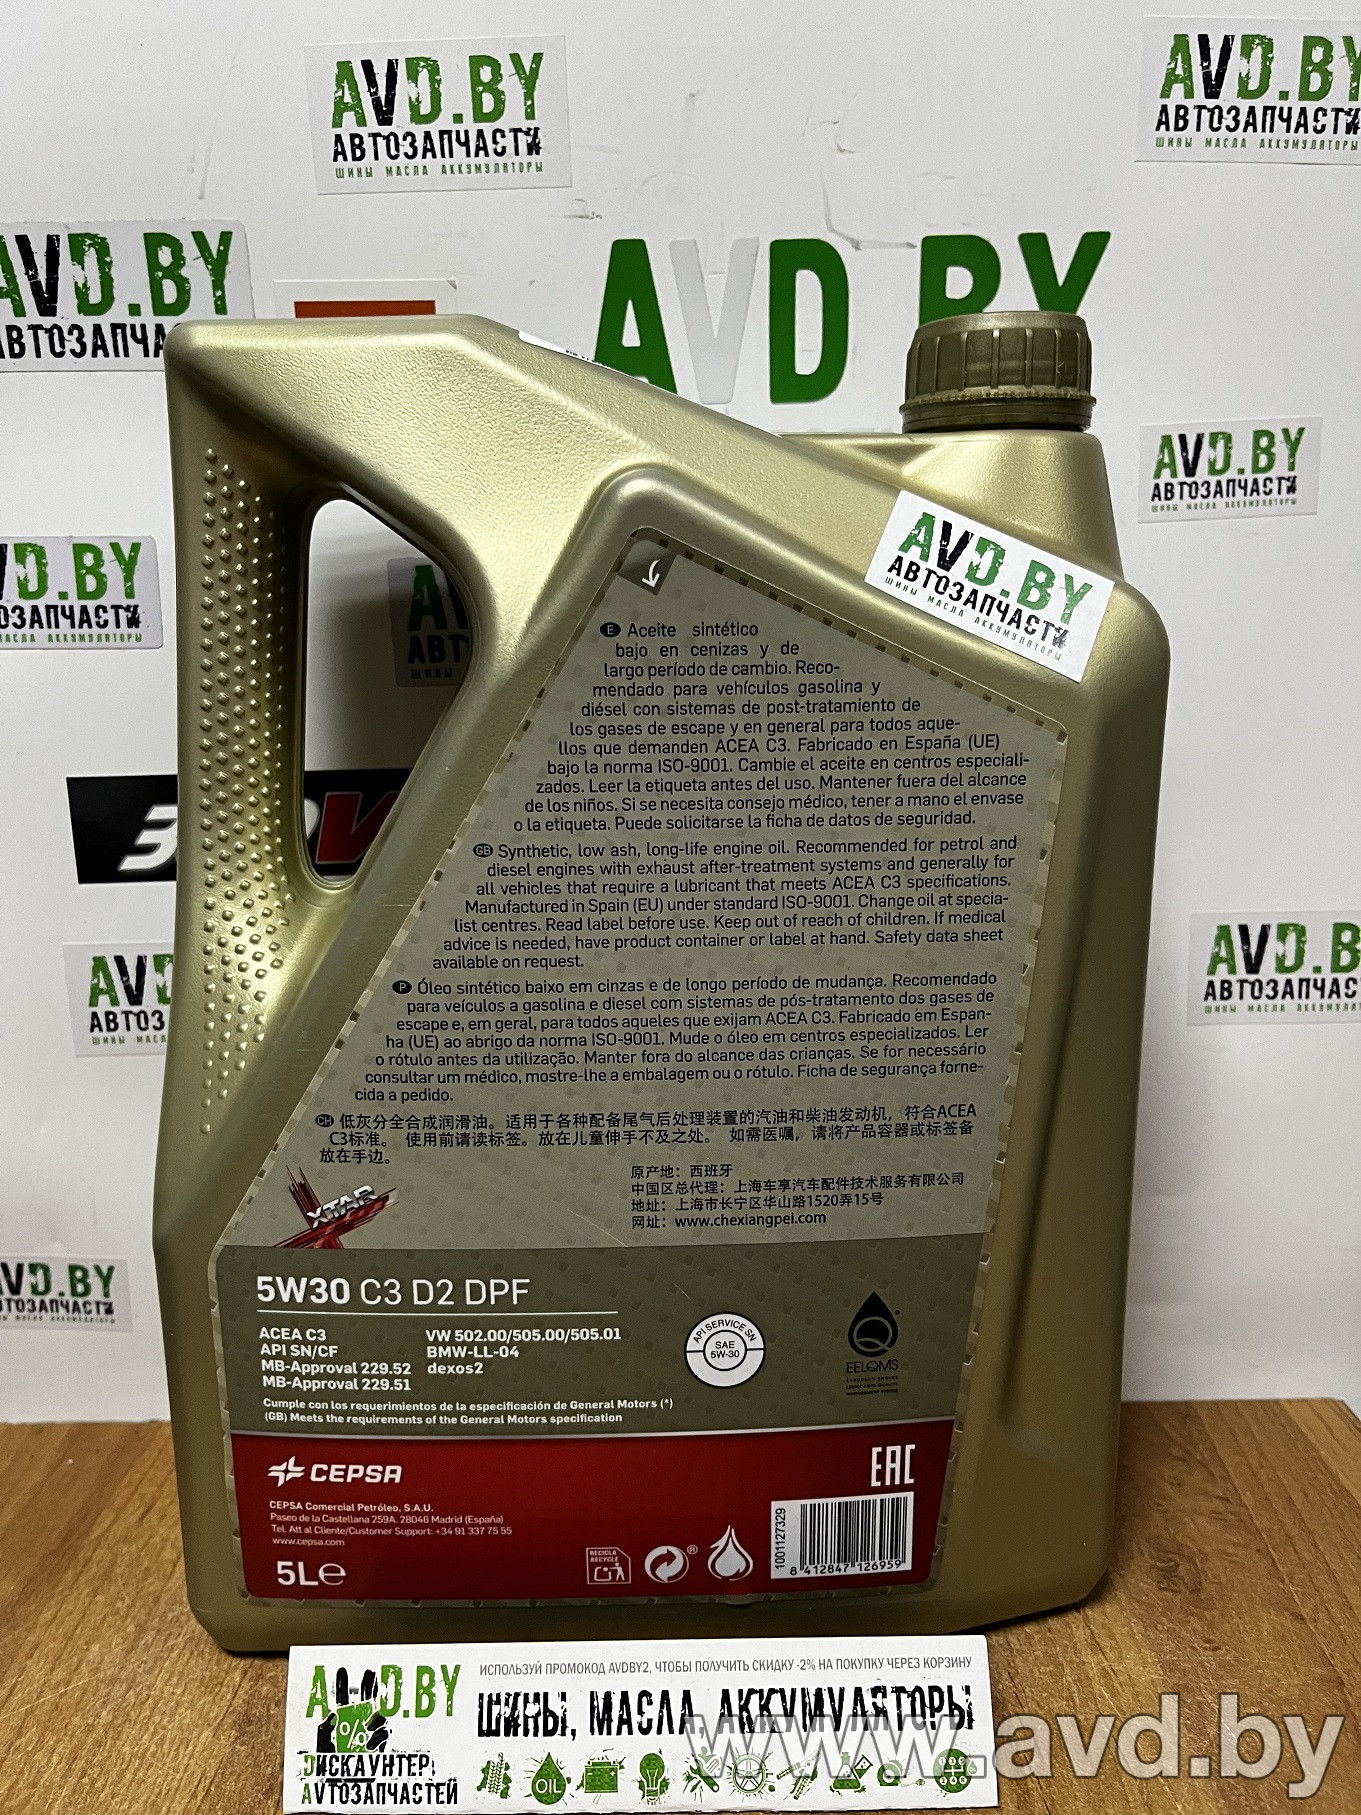 AVD.BY
АВТОЗАПЧАСТИ
ШИНЫ МАСЛА АККУМУЛЯТОРЫ
AVD.BY
АВТОЗАПЧАСТИ
ШИНЫ МАСЛА АККУМУЛЯТОРЫ
AVD.BY
AVD.BY
AVD.BY
АВТОЗАПЧАСТИ
ШИНЫ МАСЛА АККУМУЛЯТОРЫ
AVD.BY
АВТОЗАПЧАСТИ
ШИНЫ МАСЛА АККУМУЛЯТОРЫ
E Aceite sintético
bajo en cenizas y de
largo período de cambio. Reco-
mendado para vehículos gasolina y
diésel con sistemas de post-tratamiento de
los gases de escape y en general para todos aque-
llos que demanden ACEA C3. Fabricado en España (UE)
bajo la norma ISO-9001. Cambie el aceite en centros especiali-
zados. Leer la etiqueta antes del uso. Mantener fuera del alcance
de los niños. Si se necesita consejo médico, tener a mano el envase
o la etiqueta. Puede solicitarse la ficha de datos de seguridad.
GB Synthetic, low ash, long-life engine oil. Recommended for petrol and
diesel engines with exhaust after-treatment systems and generally for
all vehicles that require a lubricant that meets ACEA C3 specifications.
Manufactured in Spain (EU) under standard ISO-9001. Change oil at specia-
list centres. Read label before use. Keep out of reach of children. If medical
advice is needed, have product container or label at hand. Safety data sheet
available on request.
P Óleo sintético baixo em cinzas e de longo período de mudança. Recomendado
para veículos a gasolina e diesel com sistemas de pós-tratamento dos gases de
escape e, em geral, para todos aqueles que exijam ACEA C3. Fabricado em Espan-
ha (UE) ao abrigo da norma ISO-9001. Mude o óleo em centros especializados. Ler
o rótulo antes da utilização. Manter fora do alcance das crianças. Se for necessário
consultar um médico, mostre-lhe a embalagem ou o rótulo. Ficha de segurança forne-
cida a pedido.
CH 低灰分全合成润滑油。适用于各种配备尾气后处理装置的汽油和柴油发动机，符合ACEA
C3标准。 使用前请读标签。放在儿童伸手不及之处。 如需医嘱，请将产品容器或标签备
放在手边。
原产地：西班牙
中国区总代理：上海车享汽车配件技术服务有限公司
地址：上海市长宁区华山路1520弄15号
网址：www.chexiangpei.com
XTAR
5W30 C3 D2 DPF
ACEA C3 VW 502.00/505.00/505.01
API SN/CF BMW-LL-04
MB-Approval 229.52 dexos2
MB-Approval 229.51
API SERVICE SN
SAE
5W-30
EELQMS
EUROPEAN ENGINE
LUBRICANTS QUALITY
MANAGEMENT SYSTEM
Cumple con los requerimientos de la especificación de General Motors (*)
(GB) Meets the requirements of the General Motors specification
CEPSA
EAC
CEPSA Comercial Petróleo, S.A.U.
Paseo de la Castellana 259A. 28046 Madrid (España)
Tel. Att al Cliente/Customer Support: +34 91 337 75 55
www.cepsa.com
5L℮
RECICLA
RECYCLE
1001127329
8 412847 126959
AVD.BY
ДИСКАУНТЕР
АВТОЗАПЧАСТЕЙ
ИСПОЛЬЗУЙ ПРОМОКОД AVDBY2, ЧТОБЫ ПОЛУЧИТЬ СКИДКУ -2% НА ПОКУПКУ ЧЕРЕЗ КОРЗИНУ
ШИНЫ, МАСЛА, АККУМУЛЯТОРЫ
OIL
www.avd.by